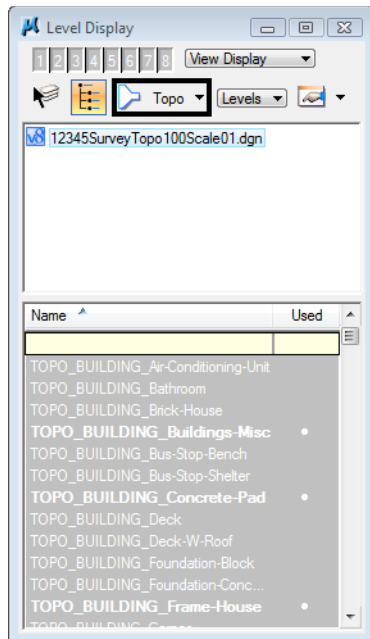 Level Display
1 2 3 4 5 6 7 8 View Display
Topo Levels
V8 12345SurveyTopo100Scale01.dgn
Name Used
TOPO_BUILDING_Air-Conditioning-Unit
TOPO_BUILDING_Bathroom
TOPO_BUILDING_Brick-House
TOPO_BUILDING_Buildings-Misc
TOPO_BUILDING_Bus-Stop-Bench
TOPO_BUILDING_Bus-Stop-Shelter
TOPO_BUILDING_Concrete-Pad
TOPO_BUILDING_Deck
TOPO_BUILDING_Deck-W-Roof
TOPO_BUILDING_Foundation-Block
TOPO_BUILDING_Foundation-Conc...
TOPO_BUILDING_Frame-House